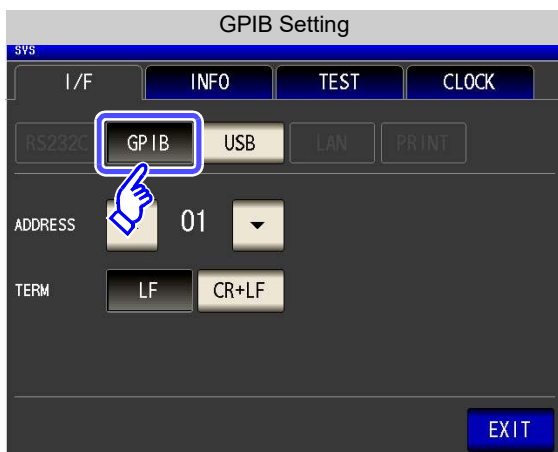 GPIB Setting
SYS
I/F INFO TEST CLOCK
RS232C GPIB USB LAN PRINT
ADDRESS 01
TERM LF CR+LF
EXIT